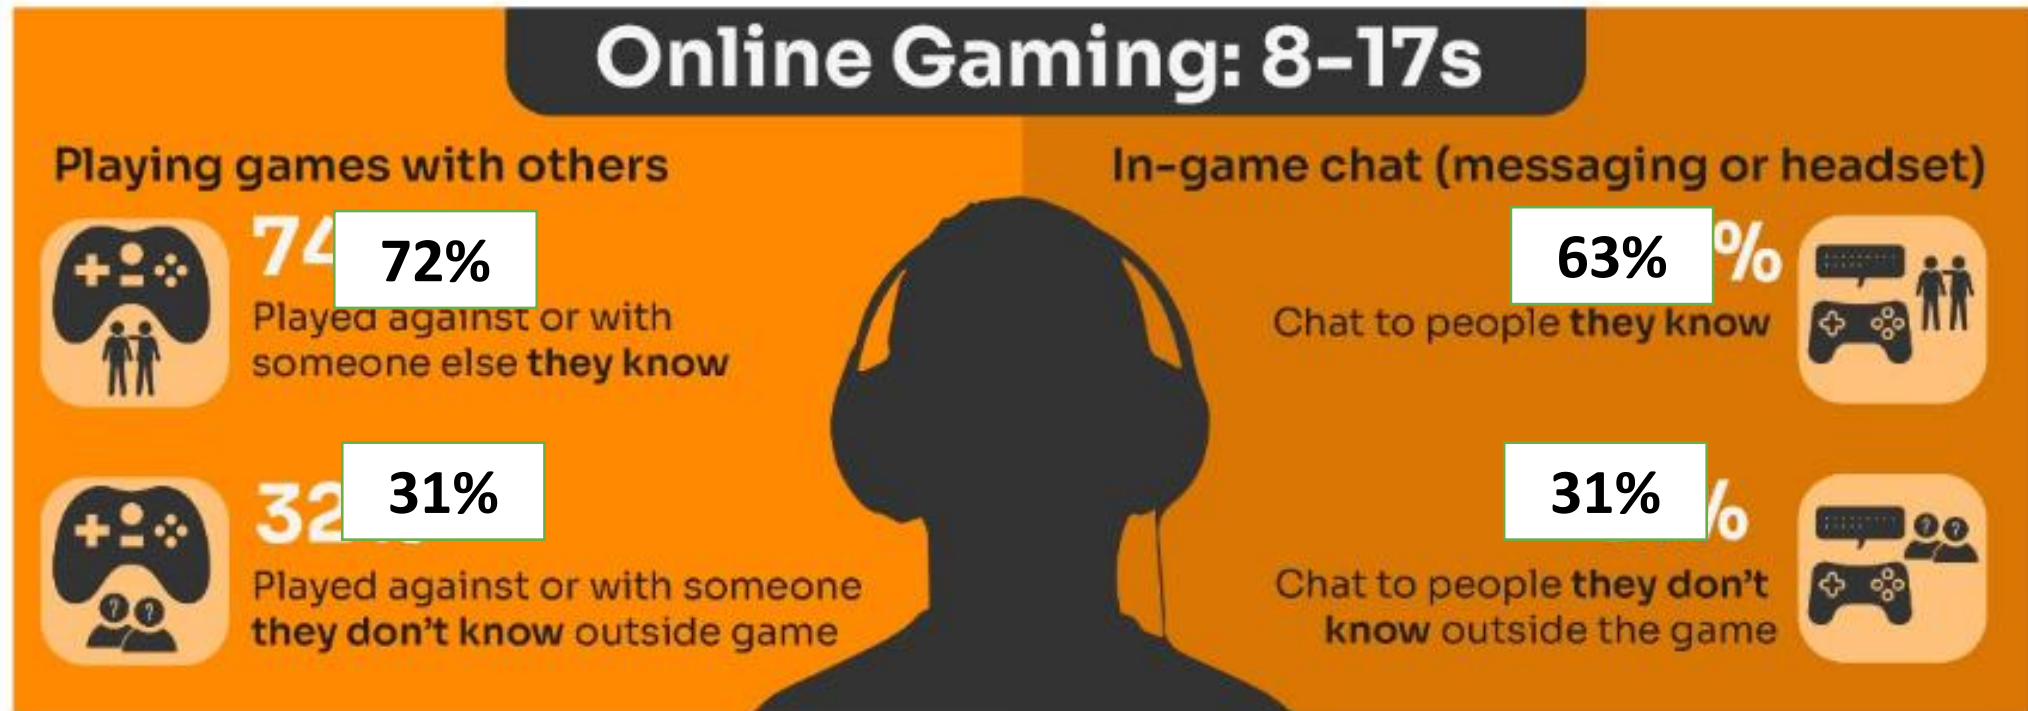 Online Gaming: 8-17s
Playing games with others
74
72%
Played against or with
someone else they know
32
31%
Played against or with someone
they don't know outside game
In-game chat (messaging or headset)
63%
%
Chat to people they know
31%
%
Chat to people they don't
know outside the game